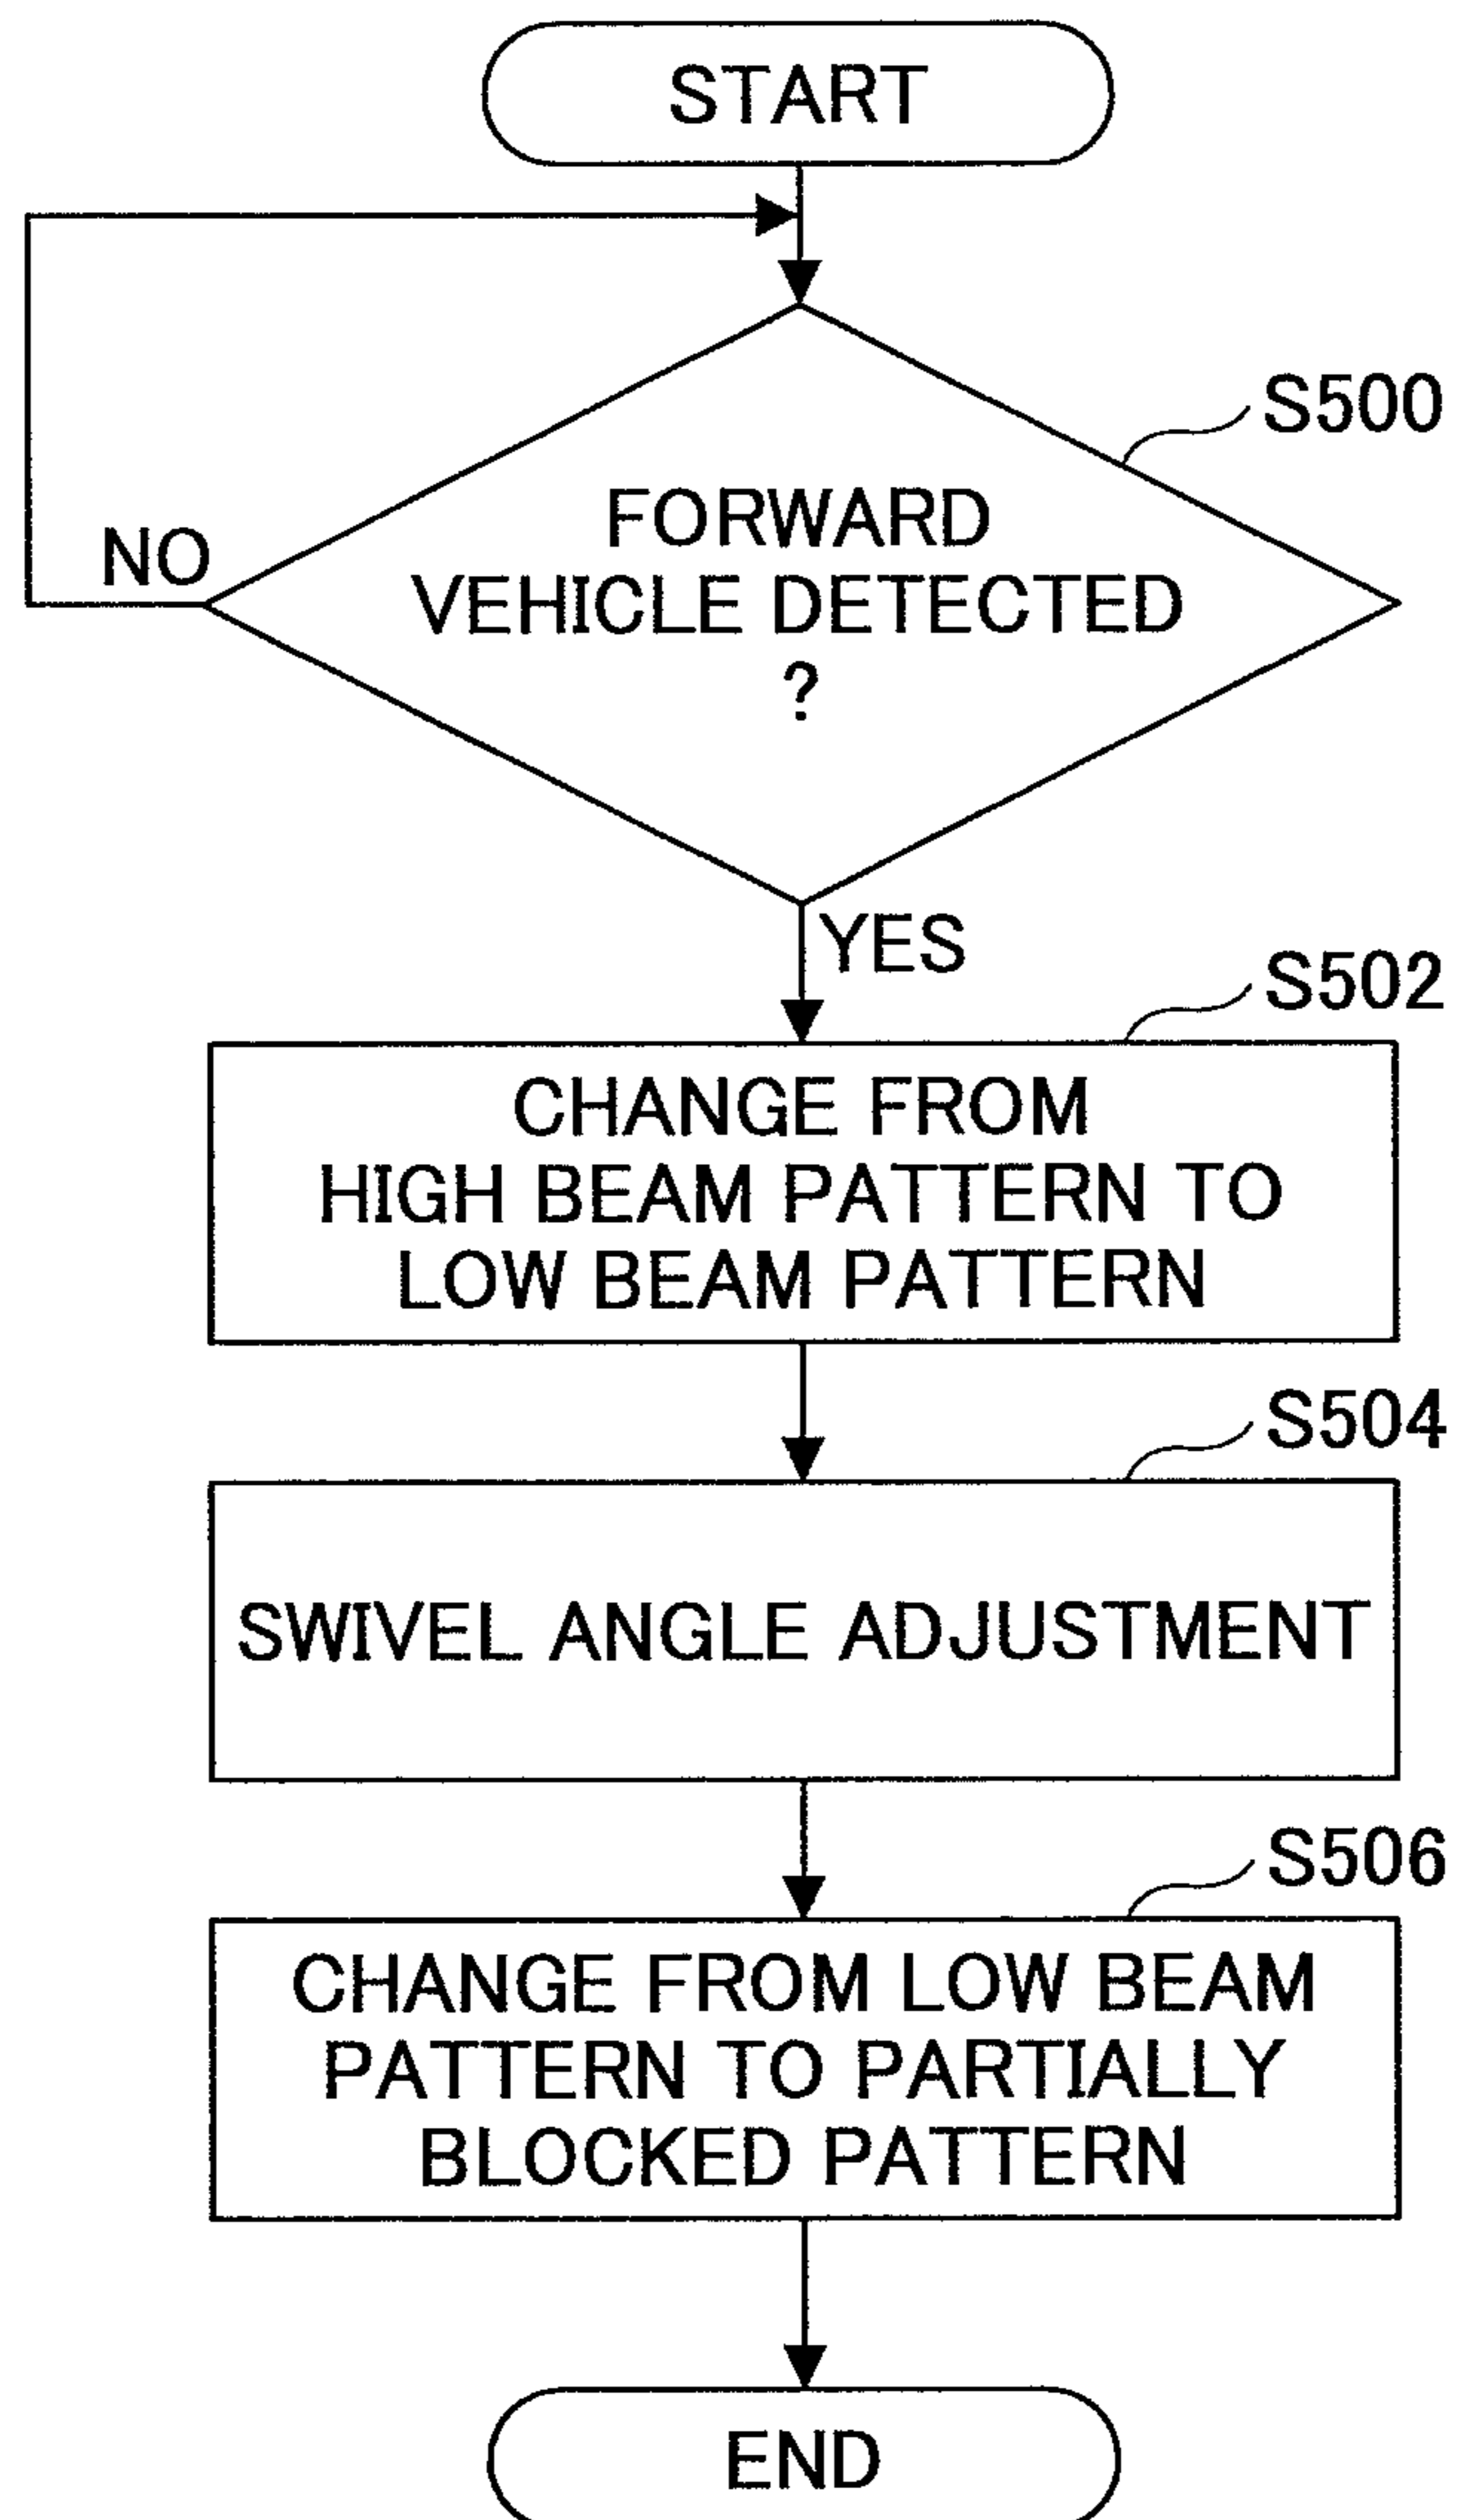 START
S500
FORWARD
VEHICLE DETECTED
?
NO
YES
S502
CHANGE FROM
HIGH BEAM PATTERN TO
LOW BEAM PATTERN
S504
SWIVEL ANGLE ADJUSTMENT
S506
CHANGE FROM LOW BEAM
PATTERN TO PARTIALLY
BLOCKED PATTERN
END